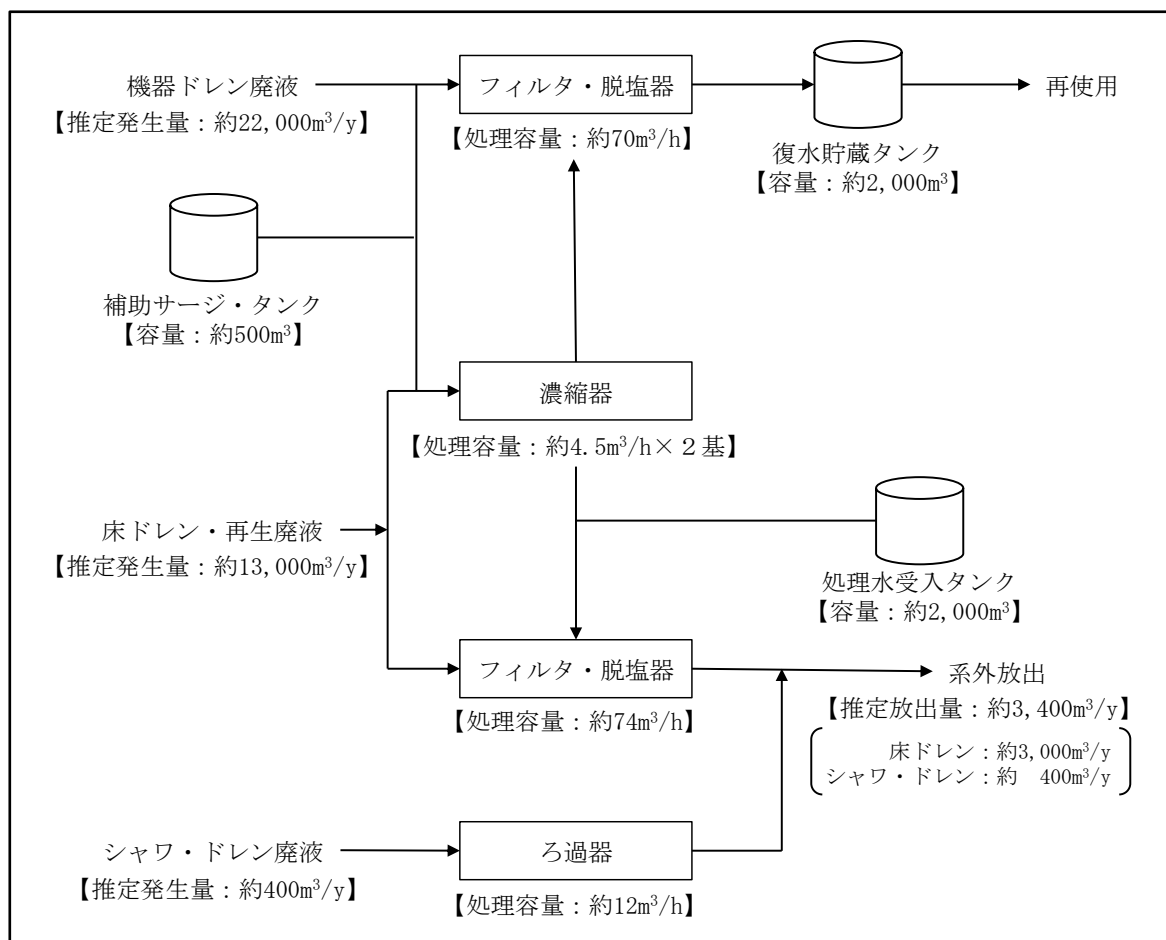 機器ドレン廃液
【推定発生量：約22,000m³/y】
フィルタ・脱塩器
【処理容量：約70m³/h】
復水貯蔵タンク
【容量：約2,000m³】
再使用
補助サージ・タンク
【容量：約500m³】
濃縮器
【処理容量：約4.5m³/h×２基】
床ドレン・再生廃液
【推定発生量：約13,000m³/y】
処理水受入タンク
【容量：約2,000m³】
フィルタ・脱塩器
【処理容量：約74m³/h】
系外放出
【推定放出量：約3,400m³/y】
床ドレン：約3,000m³/y
シャワ・ドレン：約　400m³/y
シャワ・ドレン廃液
【推定発生量：約400m³/y】
ろ過器
【処理容量：約12m³/h】